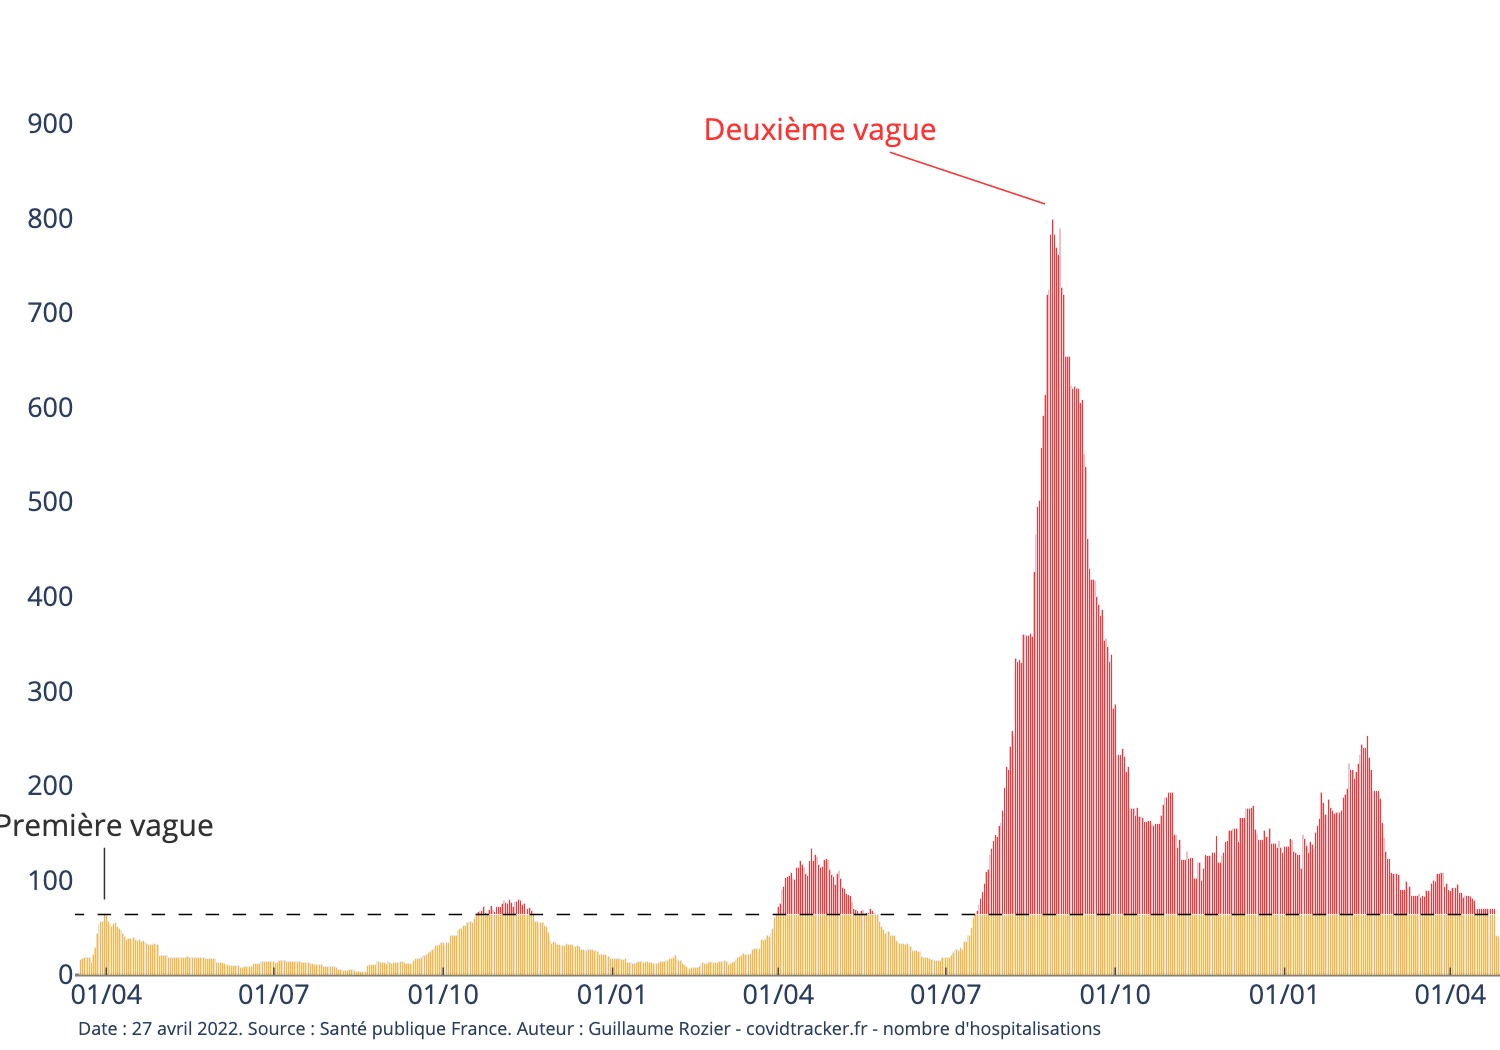 900
Deuxième vague
800
700
600
500
400
300
200
Première vague
100
0
01/04 01/07 01/10 01/01 01/04 01/07 01/10 01/01 01/04
Date : 27 avril 2022. Source : Santé publique France. Auteur : Guillaume Rozier - covidtracker.fr - nombre d'hospitalisations